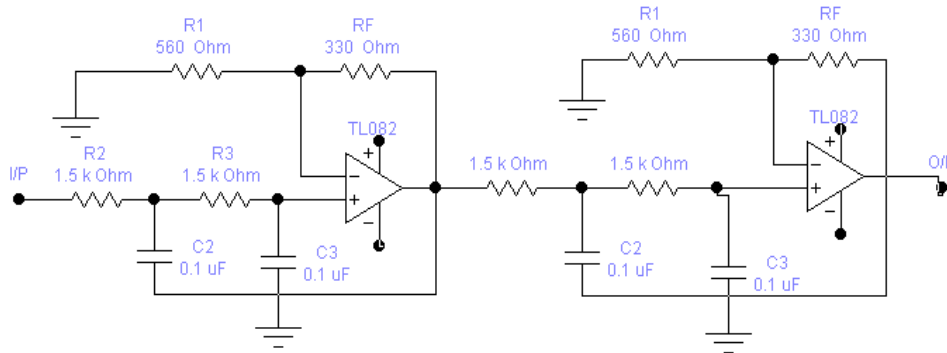 R1
560 Ohm
RF
330 Ohm
R1
560 Ohm
RF
330 Ohm
TL082
TL082
I/P
R2
1.5 k Ohm
R3
1.5 k Ohm
1.5 k Ohm
1.5 k Ohm
+
−
+
−
+
−
+
−
C2
0.1 uF
C3
0.1 uF
C2
0.1 uF
C3
0.1 uF